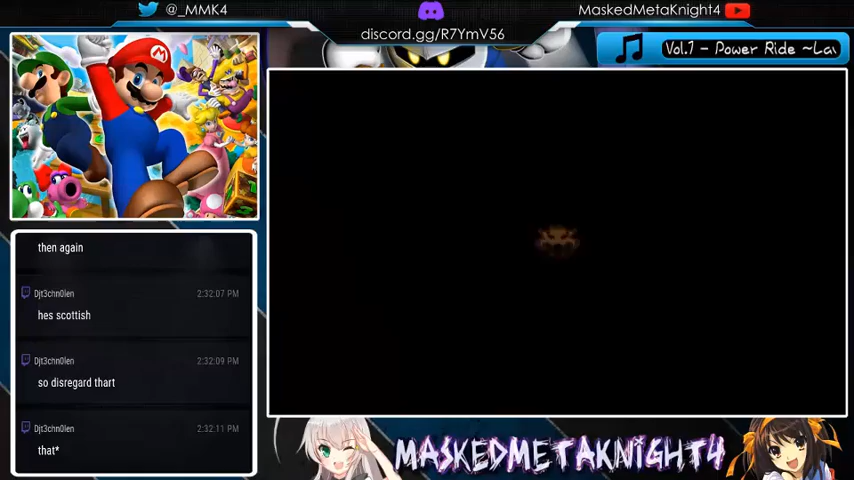 @_MMK4
discord.gg/R7YmV56
MaskedMetaKnight4
Vol.1 - Power Ride ~La
then again
Djt3chn0len 2:32:07 PM
hes scottish
Djt3chn0len 2:32:09 PM
so disregard thart
Djt3chn0len 2:32:11 PM
that*
MASKEDMETAKNIGHT4